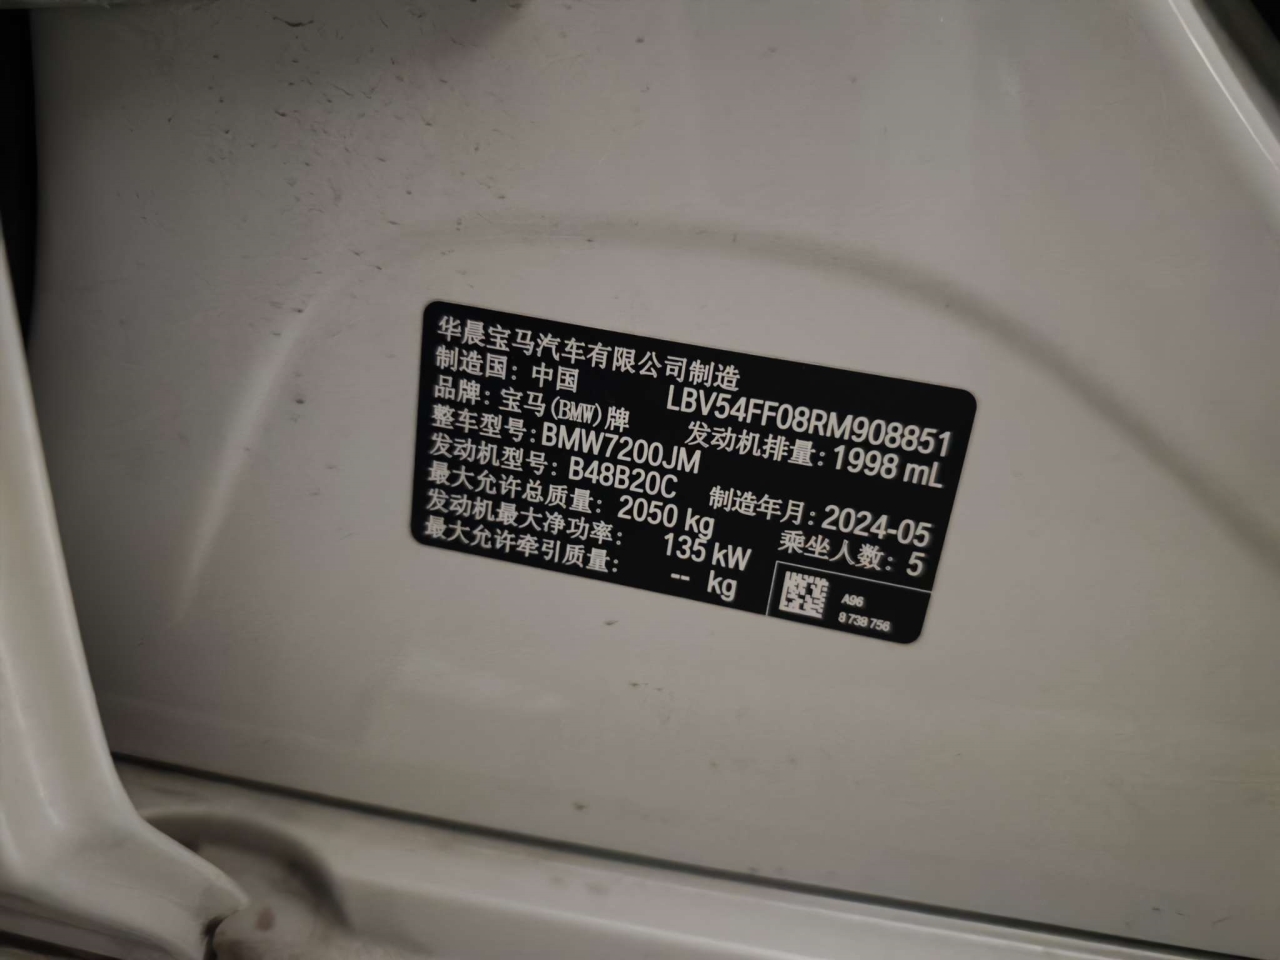 华晨宝马汽车有限公司制造
制造国：中国 LBV54FF08RM908851
品牌：宝马(BMW)牌 发动机排量：1998 mL
整车型号：BMW7200JM
发动机型号：B48B20C 制造年月：2024-05
最大允许总质量：2050 kg 乘坐人数：5
发动机最大净功率： 135 kW
最大允许牵引质量： -- kg
A96
8 738 756